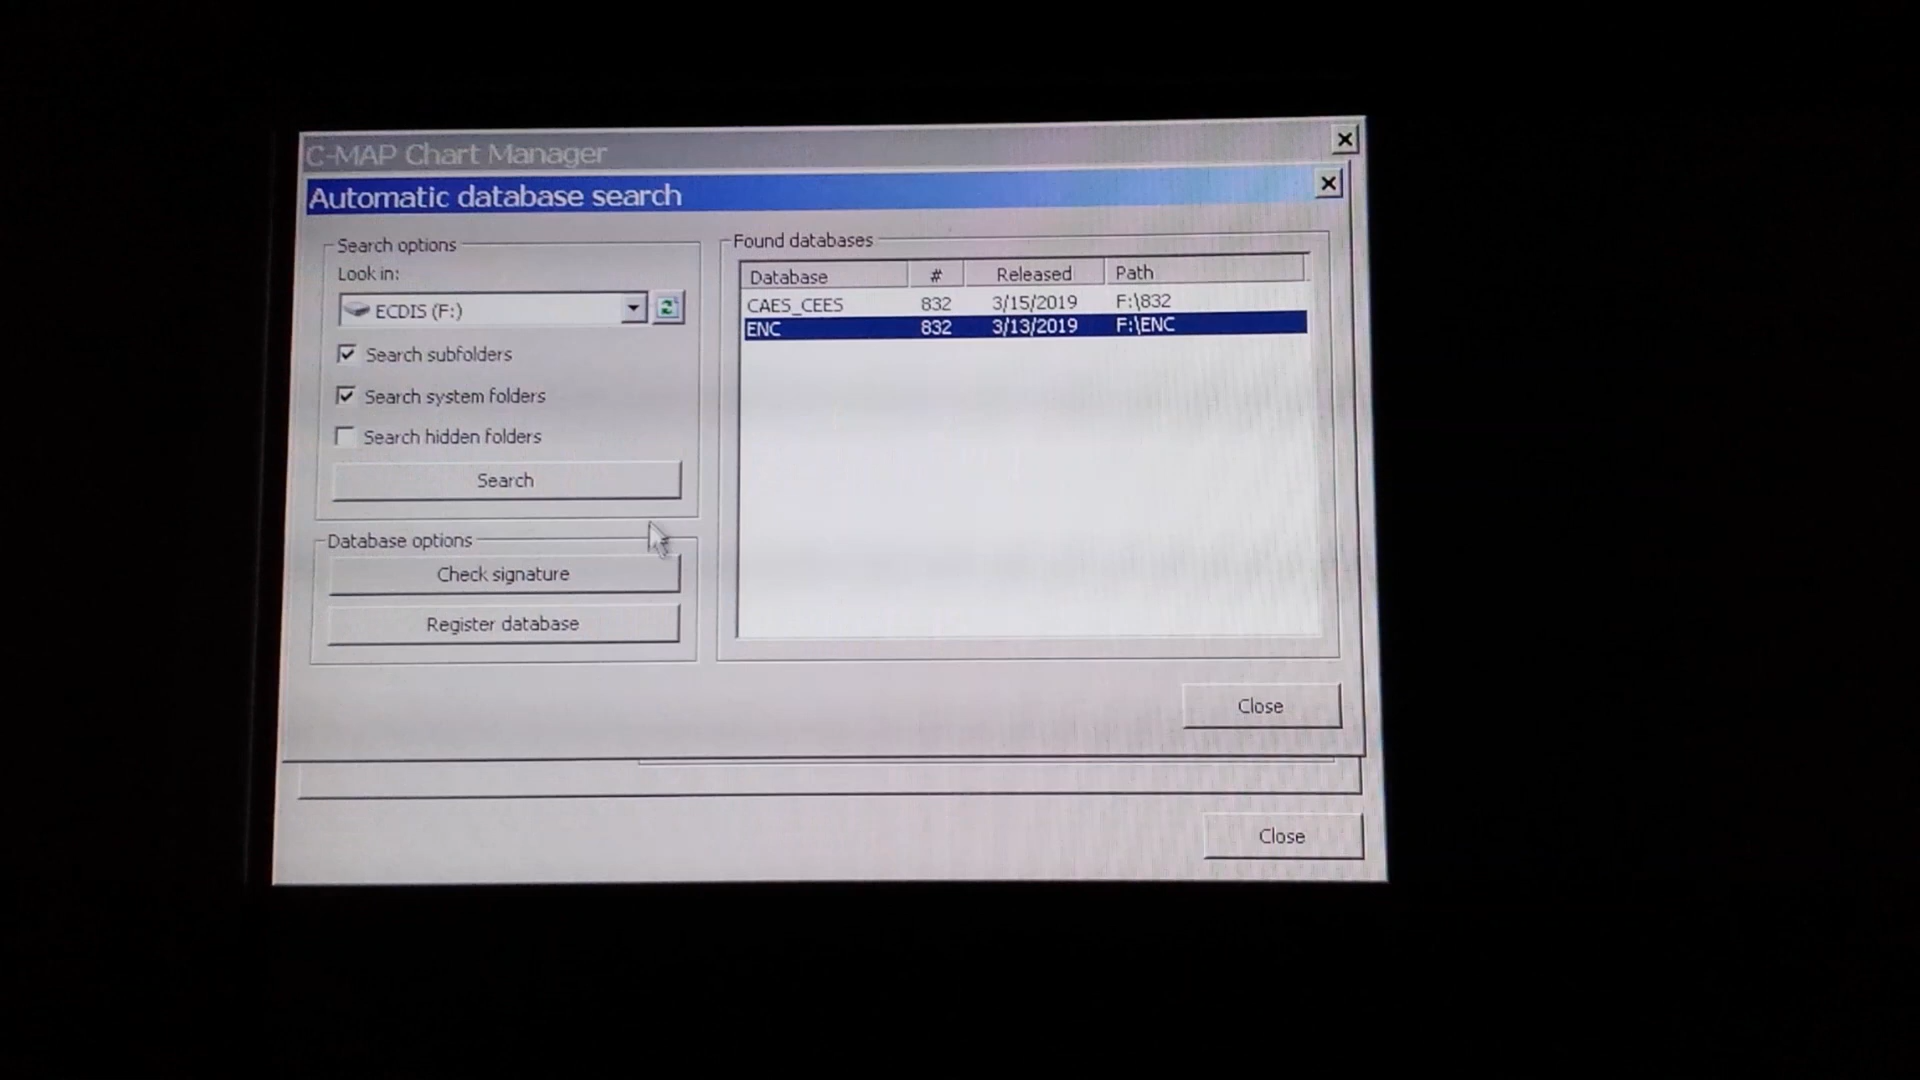 C-MAP Chart Manager
Automatic database search
Search options
Look in:
ECDIS (F:)
Search subfolders
Search system folders
Search hidden folders
Search
Database options
Check signature
Register database
Found databases
Database # Released Path
CAES_CEES 832 3/15/2019 F:\832
ENC 832 3/13/2019 F:\ENC
Close
Close